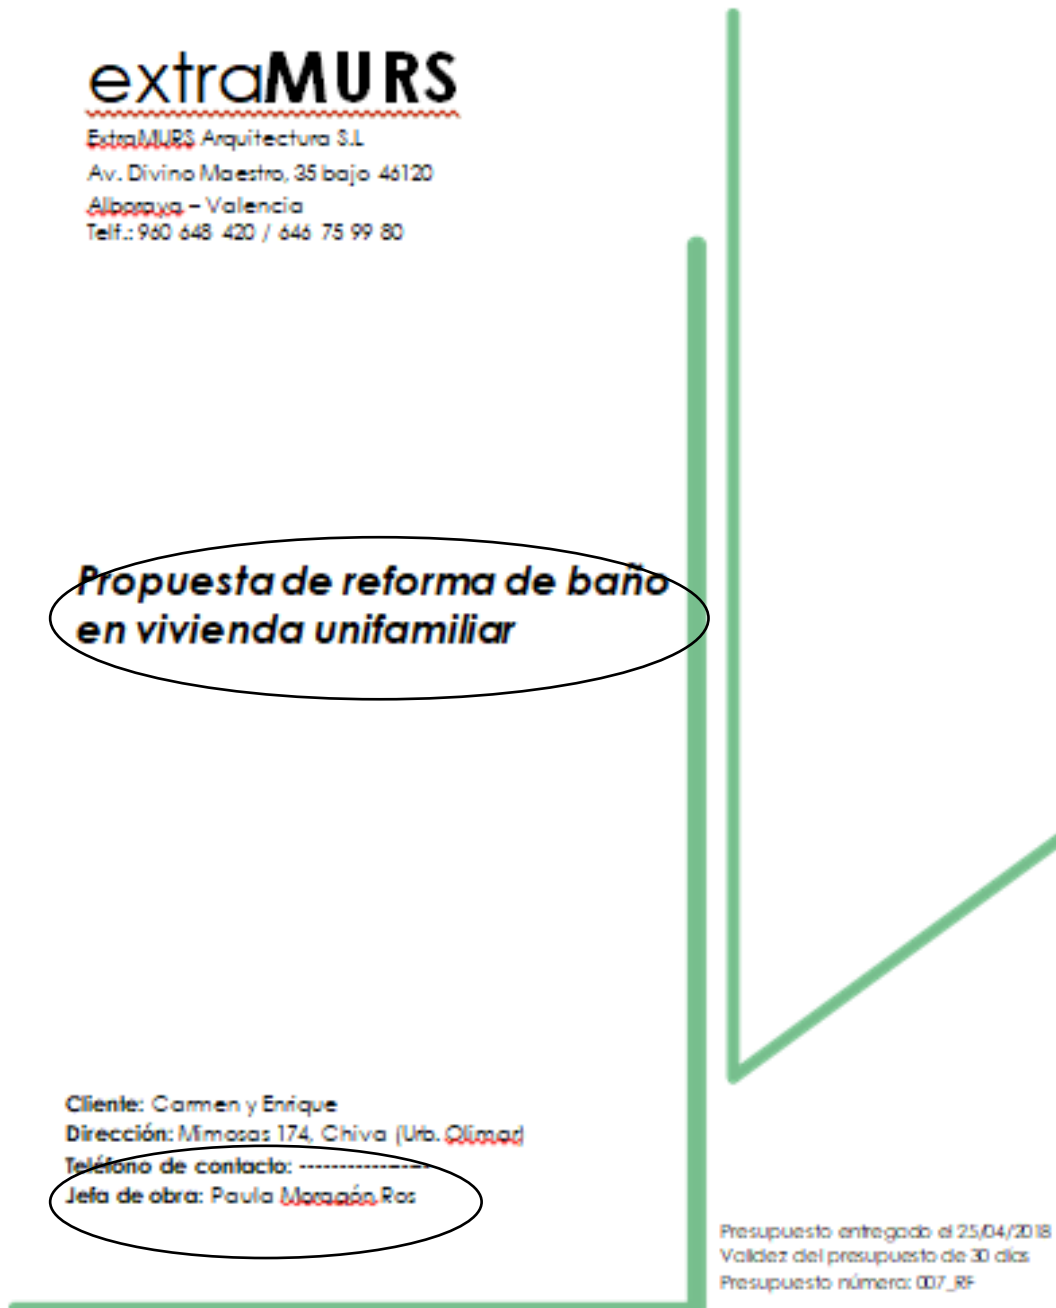 extraMURS
ExtraMURS Arquitectura S.L
Av. Divino Maestro, 35 bajo 46120
Alboraya – Valencia
Telf.: 960 648 420 / 646 75 99 80
Propuesta de reforma de baño
en vivienda unifamiliar
Cliente: Carmen y Enrique
Dirección: Mimosas 174, Chiva (Urb. Olimar)
Teléfono de contacto: ----------------
Jefa de obra: Paula Moragón Ros
Presupuesto entregado el 25/04/2018
Validez del presupuesto de 30 días
Presupuesto número: 007_RF